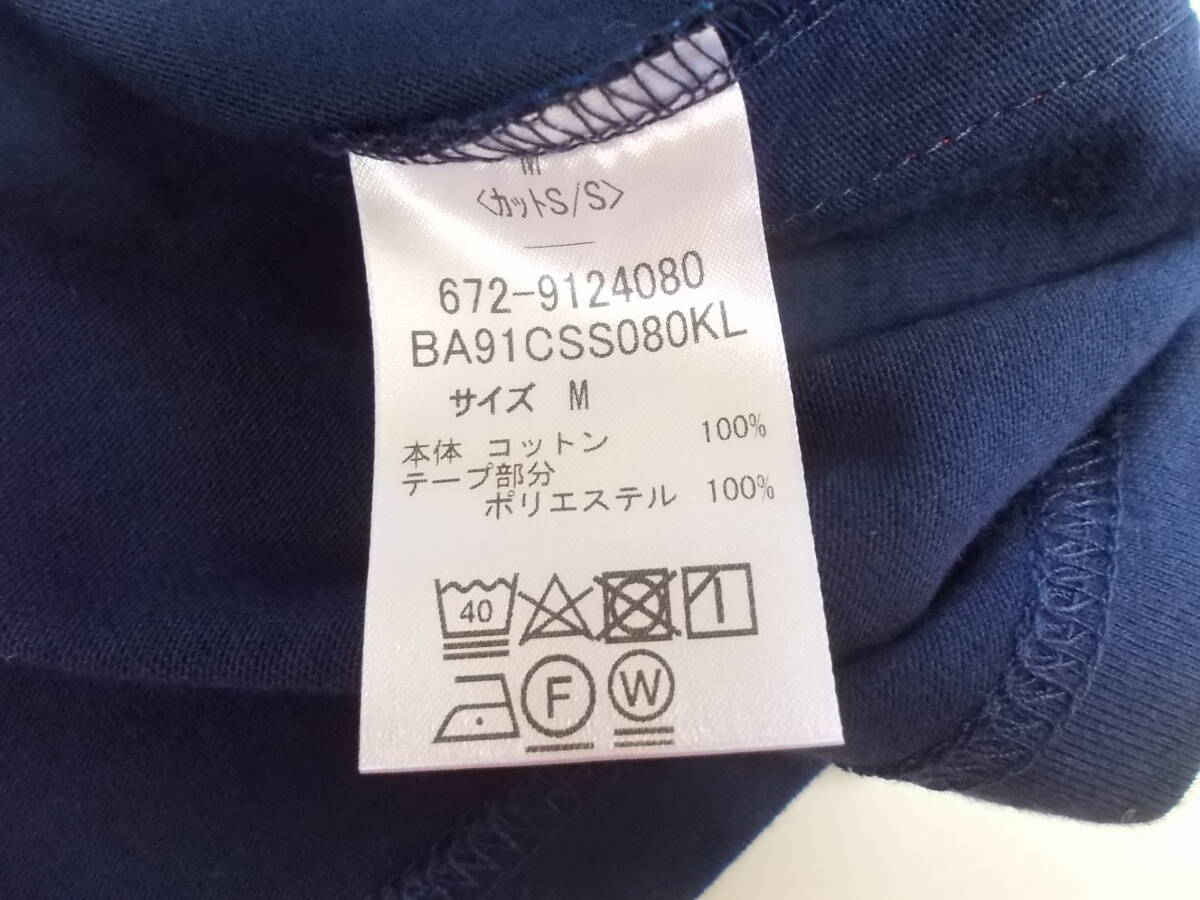 M
〈カットS/S〉
672-9124080
BA91CSS080KL
サイズ M
本体 コットン 100%
テープ部分
ポリエステル 100%
40
F W